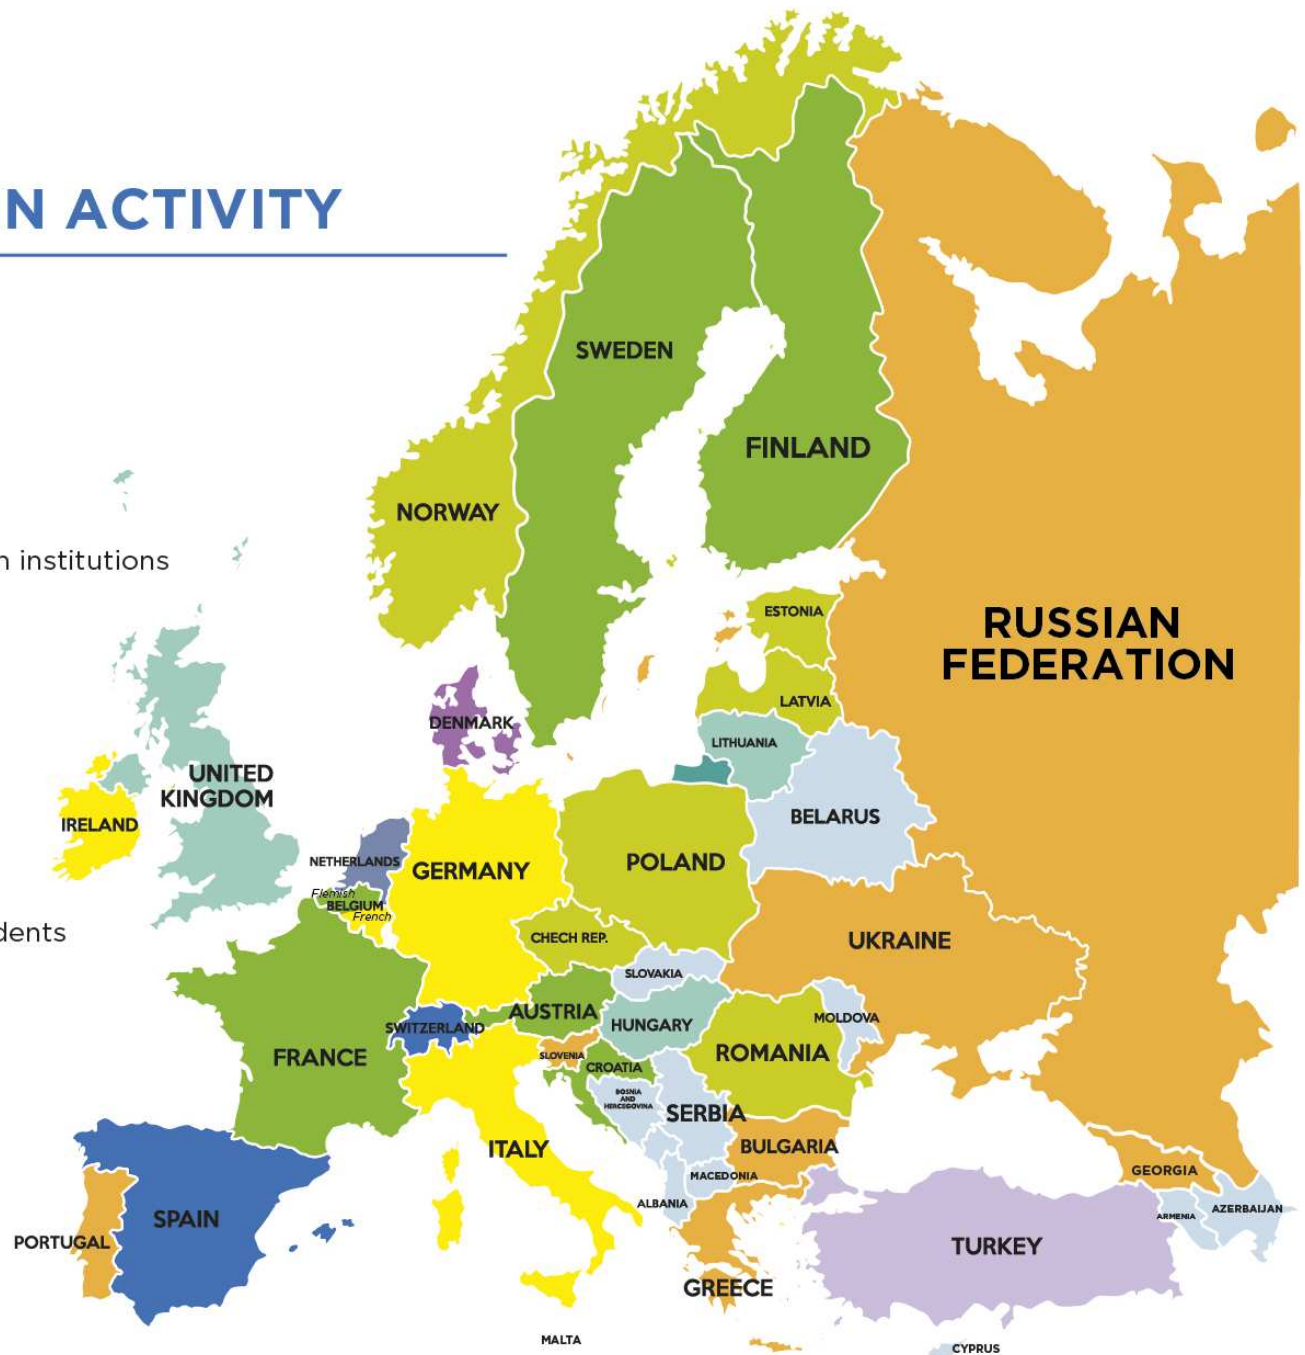 N ACTIVITY
SWEDEN
FINLAND
NORWAY
n institutions
ESTONIA
RUSSIAN
FEDERATION
LATVIA
DENMARK
LITHUANIA
UNITED
KINGDOM
IRELAND
BELARUS
NETHERLANDS
GERMANY
POLAND
Flemish
BELGIUM
French
dents
CHECH REP.
UKRAINE
SLOVAKIA
AUSTRIA
MOLDOVA
SWITZERLAND
HUNGARY
FRANCE
SLOVENIA
ROMANIA
CROATIA
BOSNIA
AND
HERCEGOVINA
SERBIA
ITALY
BULGARIA
MACEDONIA
GEORGIA
ALBANIA
SPAIN
ARMENIA
AZERBAIJAN
PORTUGAL
TURKEY
GREECE
MALTA
CYPRUS